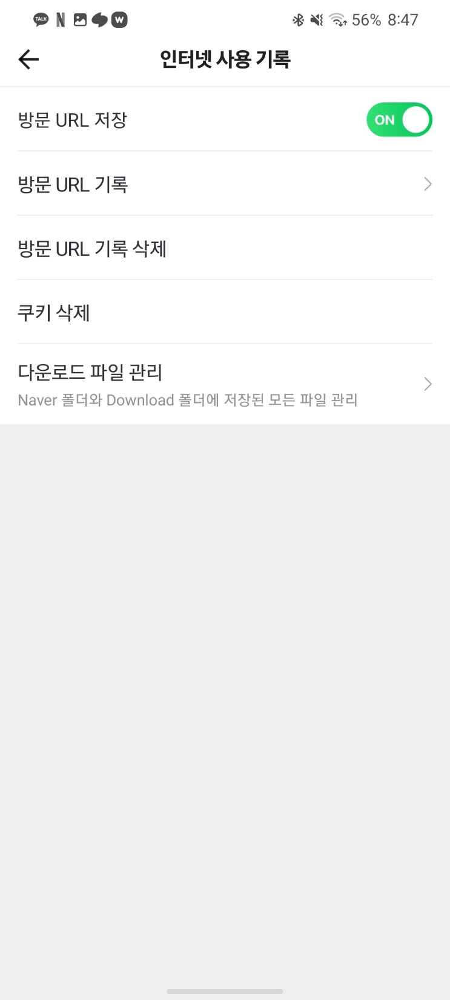 TALK N W 56% 8:47
인터넷 사용 기록
방문 URL 저장 ON
방문 URL 기록
방문 URL 기록 삭제
쿠키 삭제
다운로드 파일 관리
Naver 폴더와 Download 폴더에 저장된 모든 파일 관리